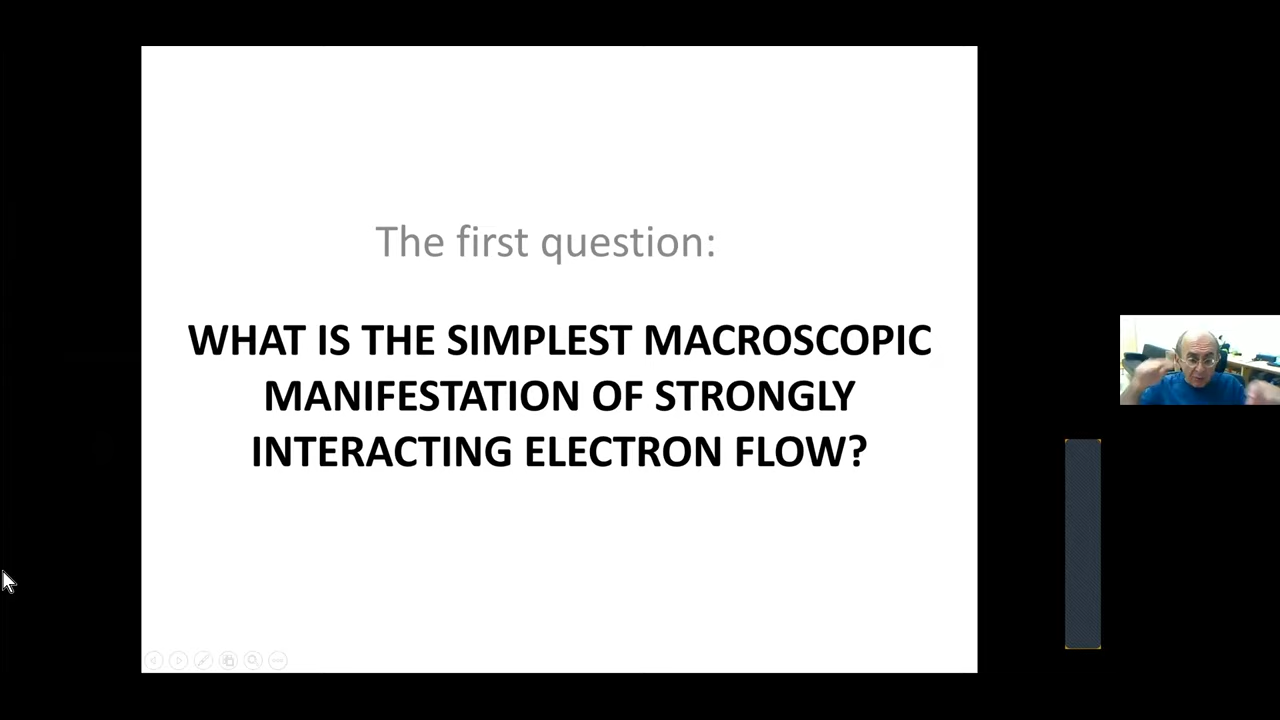 The first question:
WHAT IS THE SIMPLEST MACROSCOPIC
MANIFESTATION OF STRONGLY
INTERACTING ELECTRON FLOW?